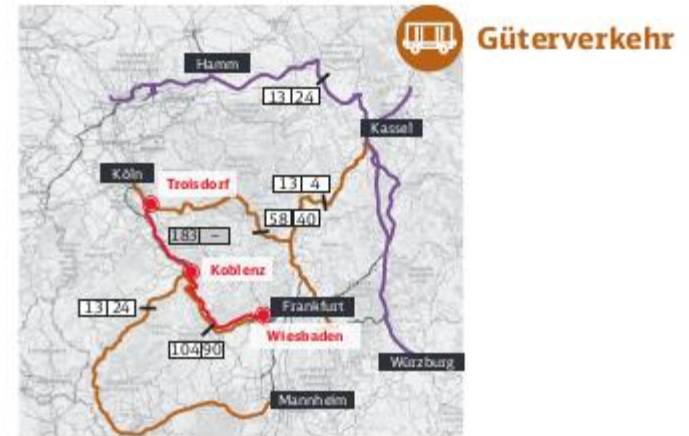 Güterverkehr
Hamm
13 24
Kassel
Köln
Troisdorf
13 4
58 40
183 –
Koblenz
13 24
Frankfurt
Wiesbaden
104 90
Würzburg
Mannheim